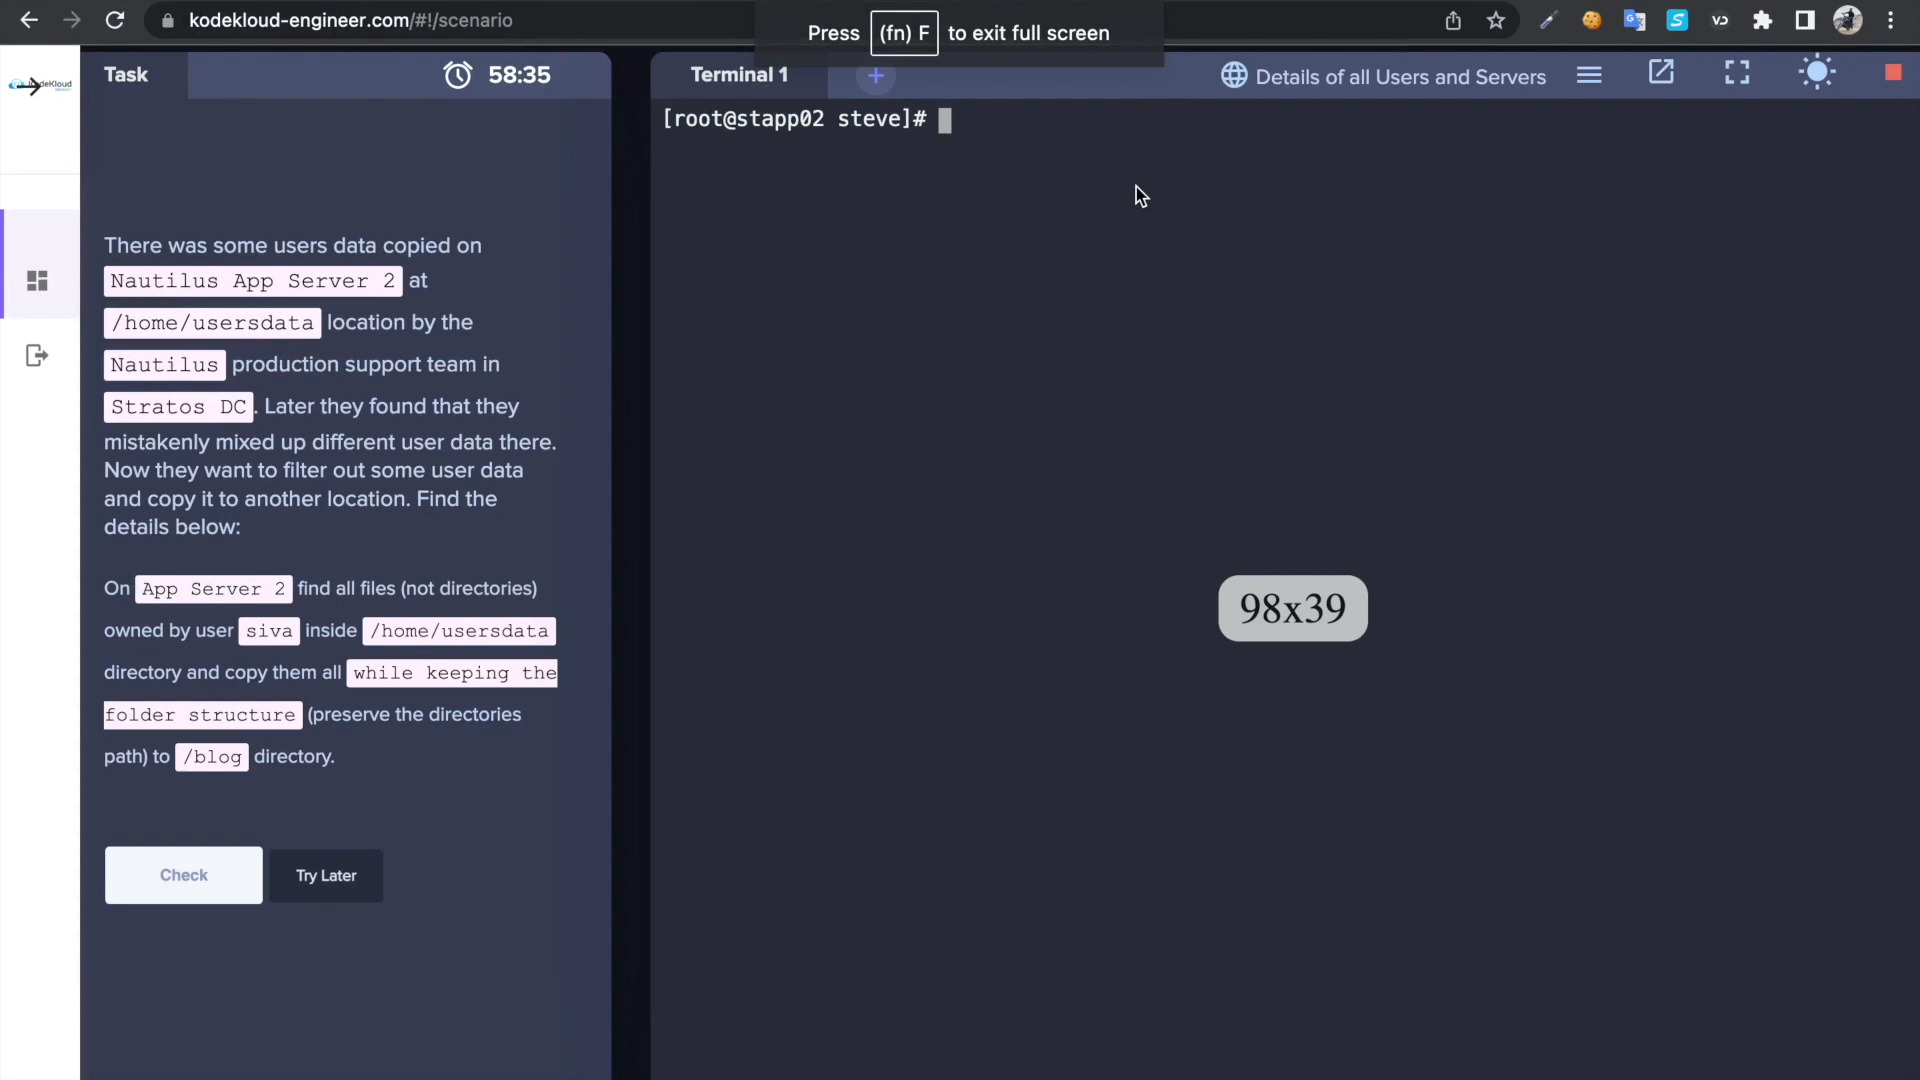 kodekloud-engineer.com/#!/scenario
Press (fn) F to exit full screen
Task
58:35
Terminal 1
+
Details of all Users and Servers
There was some users data copied on
Nautilus App Server 2 at
/home/usersdata location by the
Nautilus production support team in
Stratos DC. Later they found that they
mistakenly mixed up different user data there.
Now they want to filter out some user data
and copy it to another location. Find the
details below:
On App Server 2 find all files (not directories)
owned by user siva inside /home/usersdata
directory and copy them all while keeping the
folder structure (preserve the directories
path) to /blog directory.
Check
Try Later
[root@stapp02 steve]#
98x39